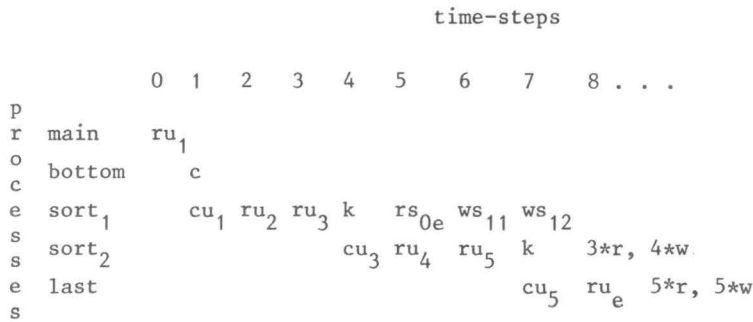 time-steps
0 1 2 3 4 5 6 7 8 . . .
processes
main ru1
bottom c
sort1 cu1 ru2 ru3 k rs0e ws11 ws12
sort2 cu3 ru4 ru5 k 3*r, 4*w
last cu5 rue 5*r, 5*w